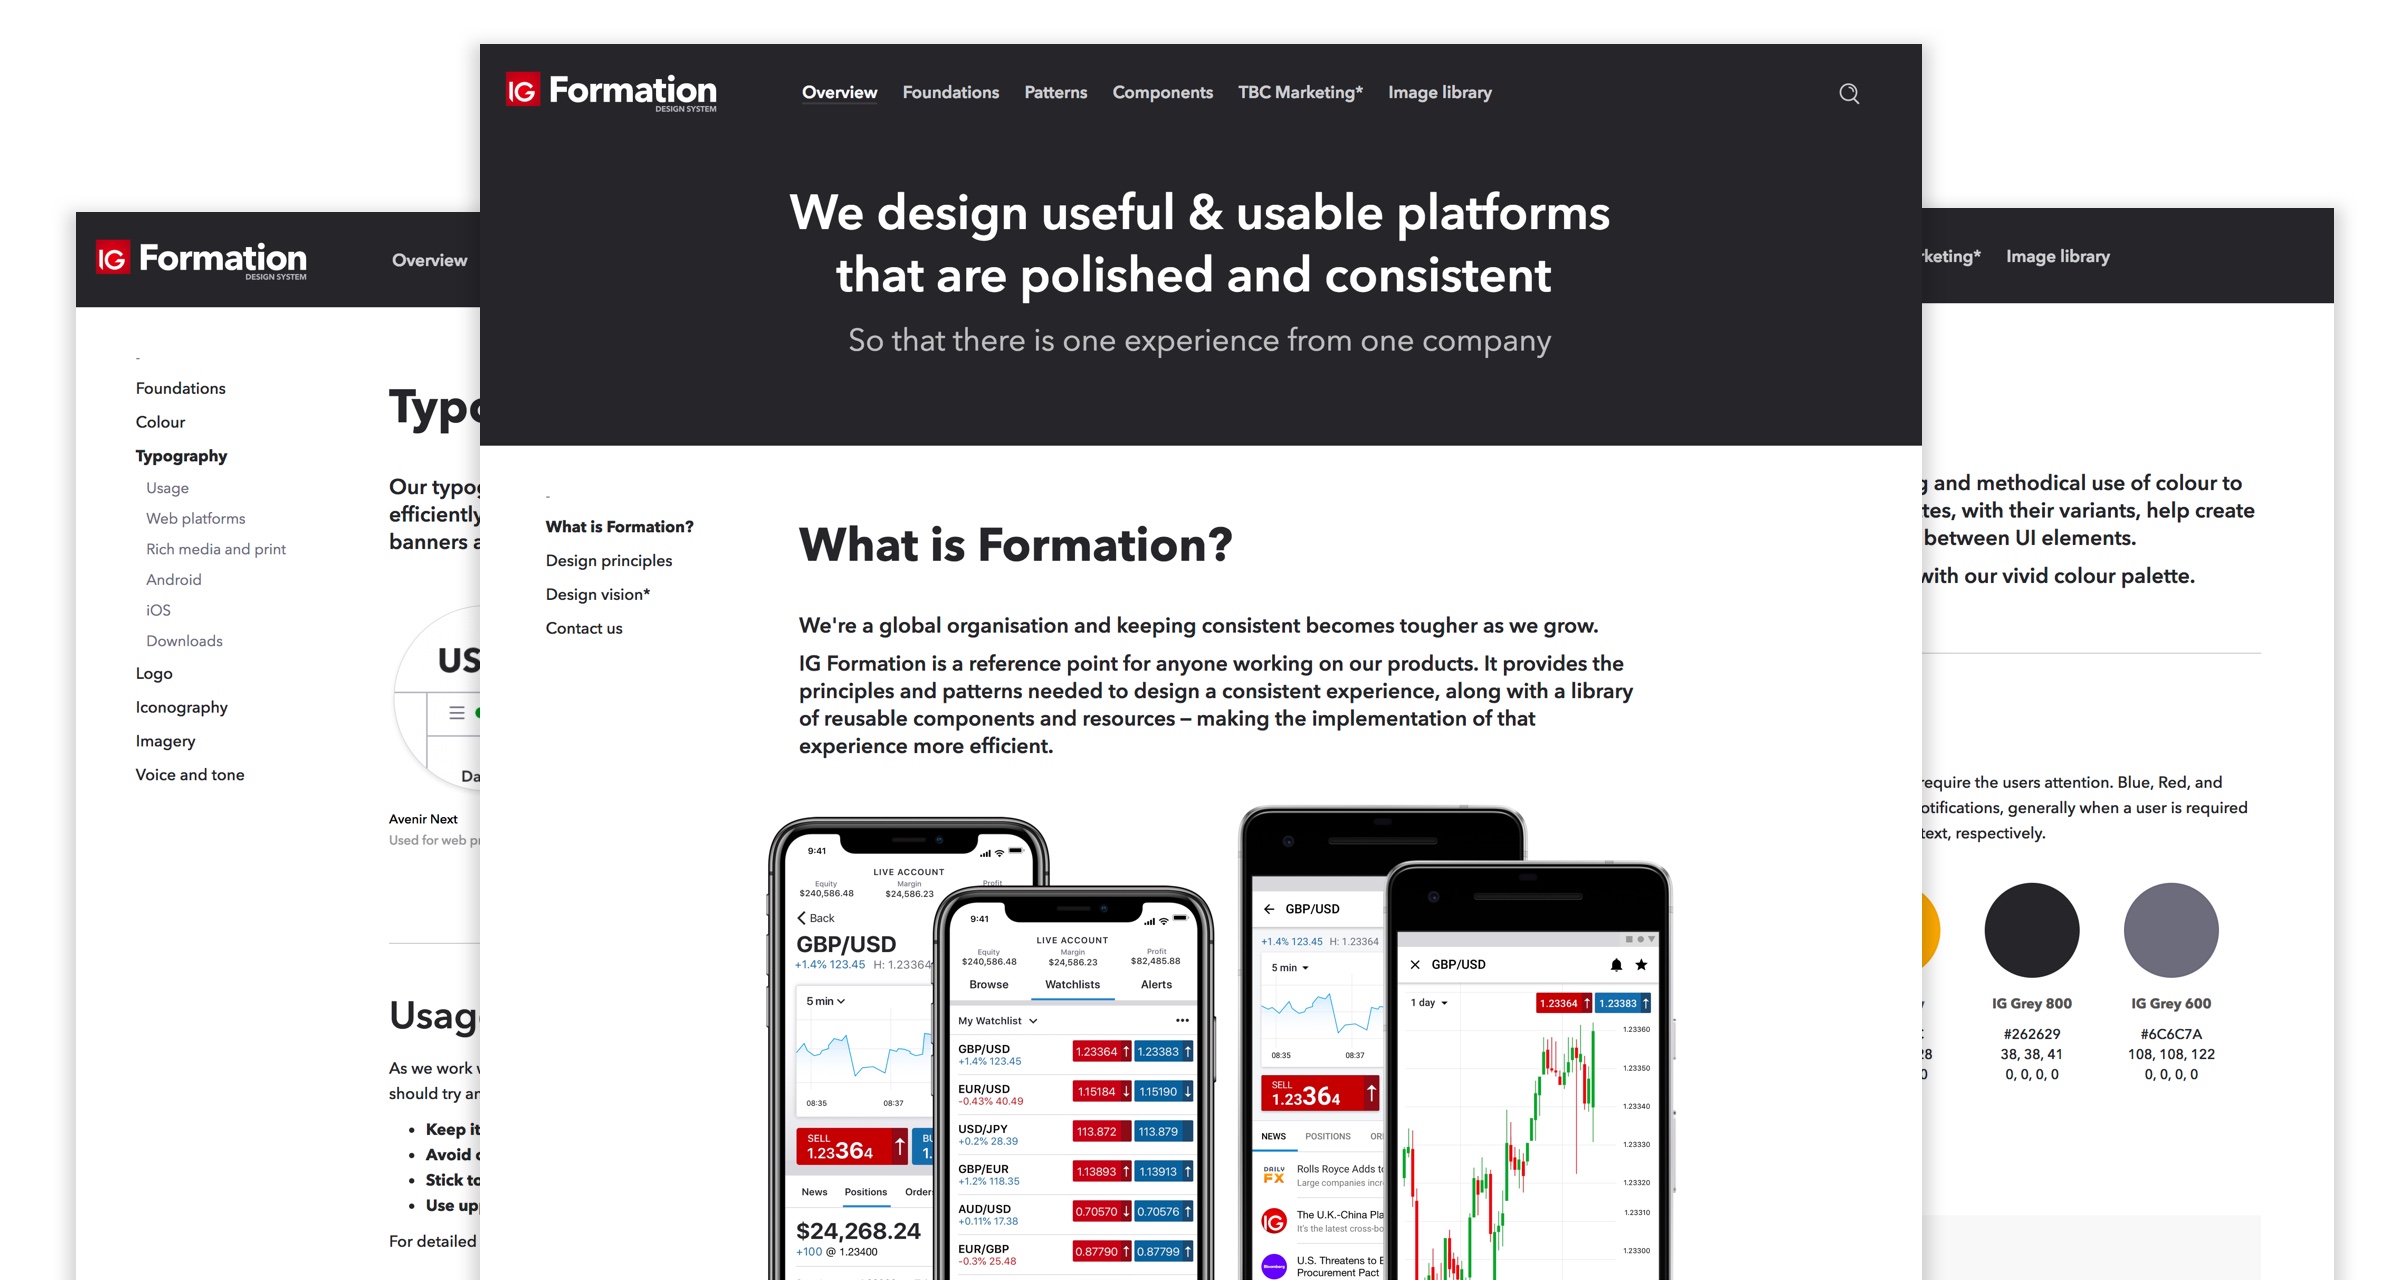 IG Formation
DESIGN SYSTEM
Overview Foundations Patterns Components TBC Marketing* Image library
We design useful & usable platforms
that are polished and consistent
So that there is one experience from one company
-
What is Formation?
Design principles
Design vision*
Contact us
What is Formation?
We're a global organisation and keeping consistent becomes tougher as we grow.
IG Formation is a reference point for anyone working on our products. It provides the
principles and patterns needed to design a consistent experience, along with a library
of reusable components and resources – making the implementation of that
experience more efficient.
9:41
LIVE ACCOUNT
Equity Margin Profit
$240,586.48 $24,586.23
Back
GBP/USD
+1.4% 123.45 H: 1.23364
5 min
08:35 08:37
SELL
1.23364
1.
News Positions Orders
$24,268.24
+100 @ 1.23400
9:41
LIVE ACCOUNT
Equity Margin Profit
$240,586.48 $24,586.23 $82,485.88
Browse Watchlists Alerts
My Watchlist
GBP/USD 1.23364 1.23383
+1.4% 123.45
EUR/USD 1.15184 1.15190
-0.43% 40.49
USD/JPY 113.872 113.879
+0.2% 28.39
GBP/EUR 1.13893 1.13913
+1.2% 118.35
AUD/USD 0.70570 0.70576
+0.11% 17.38
EUR/GBP 0.87790 0.87799
-0.3% 25.48
GBP/USD
+1.4% 123.45 H: 1.23364
5 min
08:35 08:37
SELL
1.23364
NEWS POSITIONS
DAILY FX
Rolls Royce Adds
Large companies
IG
The U.K.-China
It's the latest
Bloomberg
U.S. Threatens to
Procurement Pact
GBP/USD
1 day 1.23364 1.23383
1.23360
1.23350
1.23340
1.23330
1.23320
1.23310
1.23300
IG Formation
DESIGN SYSTEM
Overview
-
Foundations
Colour
Typography
Usage
Web platforms
Rich media and print
Android
iOS
Downloads
Logo
Iconography
Imagery
Voice and tone
Typo
Our typog
efficiently
banners a
US
Da
Avenir Next
Used for web
Usag
As we work
should try
Keep it
Avoid
Stick to
Use
For detailed
rketing* Image library
and methodical use of colour to
tes, with their variants, help create
between UI elements.
with our vivid colour palette.
require the users attention. Blue, Red, and
otifications, generally when a user is required
text, respectively.
IG Grey 800
#262629
38, 38, 41
0, 0, 0, 0
IG Grey 600
#6C6C7A
108, 108, 122
0, 0, 0, 0